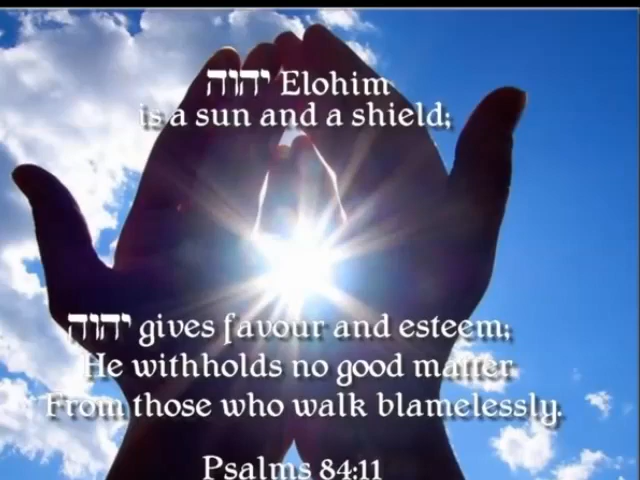 יהוה Elohim
is a sun and a shield;
יהוה gives favour and esteem;
He withholds no good matter
From those who walk blamelessly.
Psalms 84:11